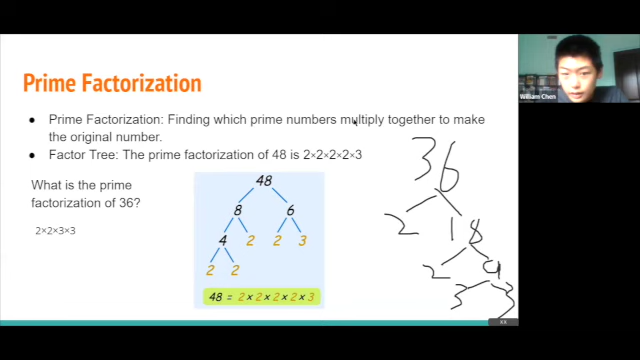 Prime Factorization
● Prime Factorization: Finding which prime numbers multiply together to make
the original number.
● Factor Tree: The prime factorization of 48 is 2×2×2×2×3
What is the prime
factorization of 36?
2×2×3×3
48
8 6
4 2 2 3
2 2
48 = 2 × 2 × 2 × 2 × 3
36
2 18
2 9
3 3
William Chen